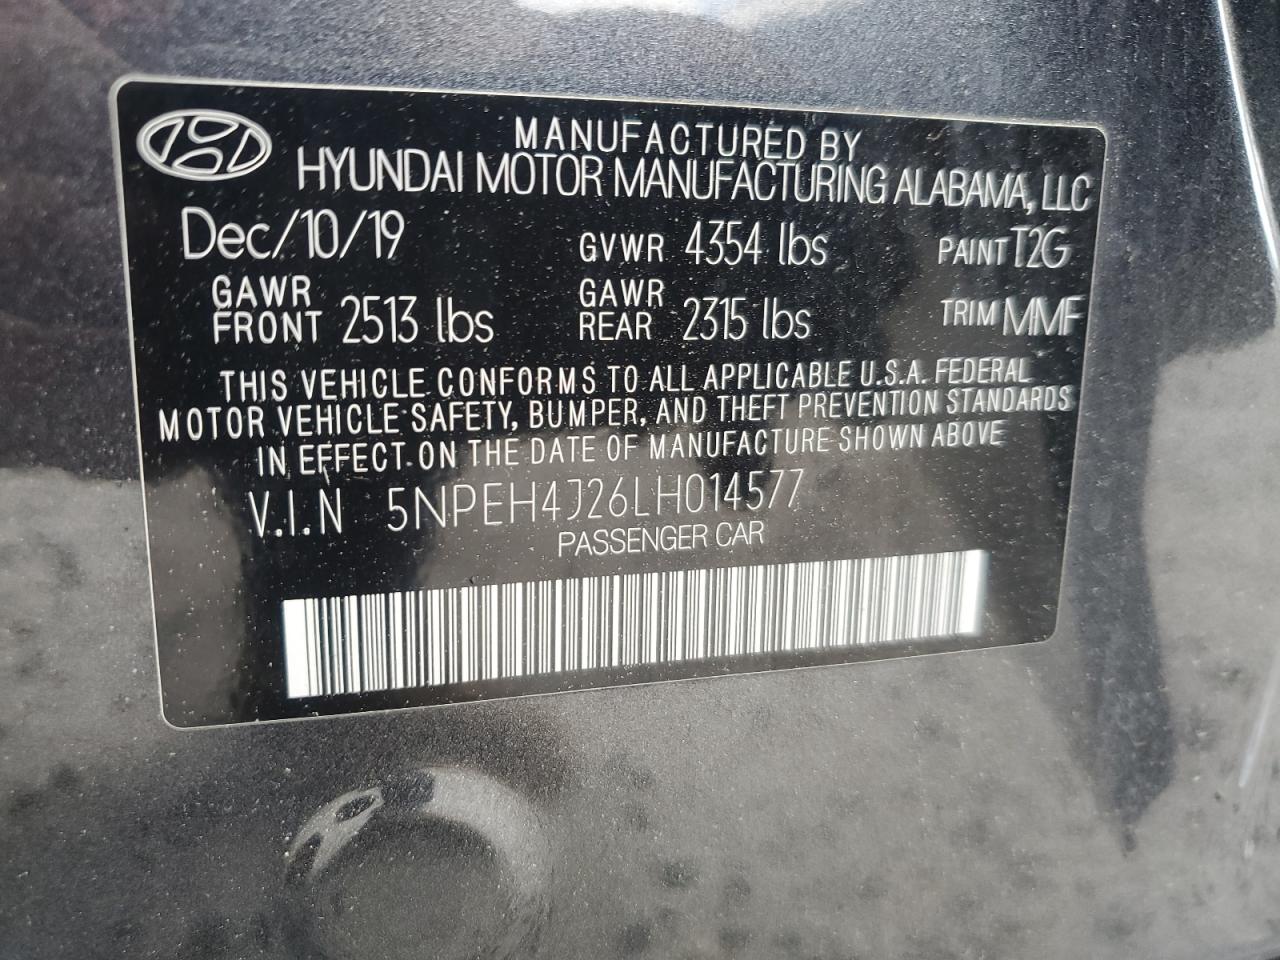 MANUFACTURED BY
HYUNDAI MOTOR MANUFACTURING ALABAMA, LLC
Dec/10/19 GVWR 4354 lbs PAINT T2G
GAWR FRONT 2513 lbs GAWR REAR 2315 lbs TRIM MMF
THIS VEHICLE CONFORMS TO ALL APPLICABLE U.S.A. FEDERAL
MOTOR VEHICLE SAFETY, BUMPER, AND THEFT PREVENTION STANDARDS
IN EFFECT ON THE DATE OF MANUFACTURE SHOWN ABOVE
V.I.N 5NPEH4J26LH014577
PASSENGER CAR